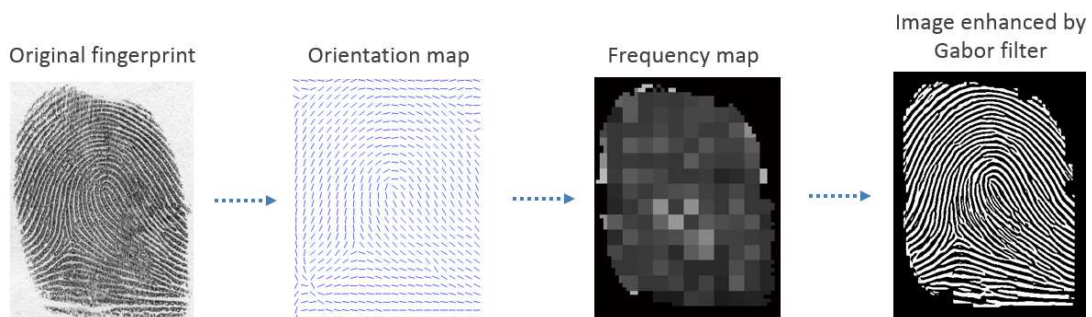 Original fingerprint
Orientation map
Frequency map
Image enhanced by
Gabor filter